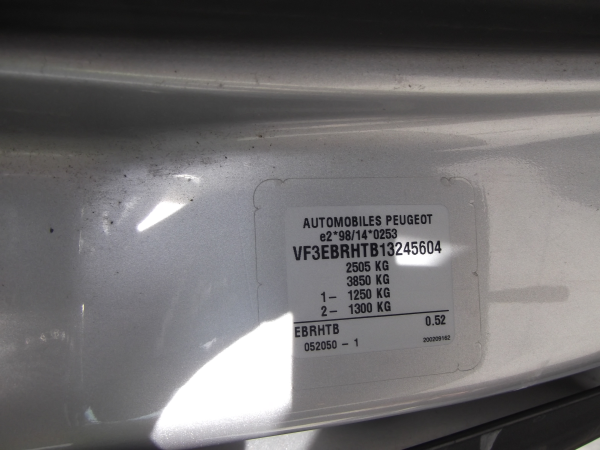 AUTOMOBILES PEUGEOT
e2*98/14*0253
VF3EBRHTB13245604
2505 KG
3850 KG
1- 1250 KG
2- 1300 KG
EBRHTB 0.52
052050 - 1 200209182